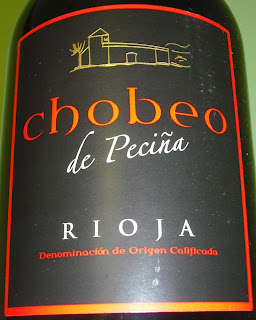 chobeo
de Peciña
RIOJA
Denominación de Origen Calificada